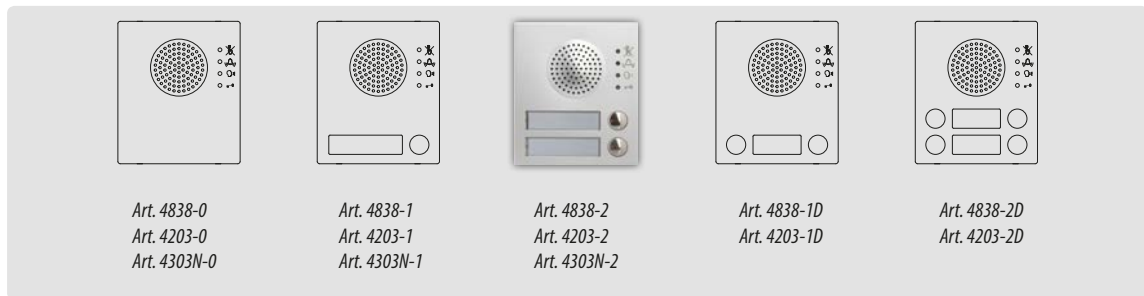 Art. 4838-0
Art. 4203-0
Art. 4303N-0
Art. 4838-1
Art. 4203-1
Art. 4303N-1
Art. 4838-2
Art. 4203-2
Art. 4303N-2
Art. 4838-1D
Art. 4203-1D
Art. 4838-2D
Art. 4203-2D